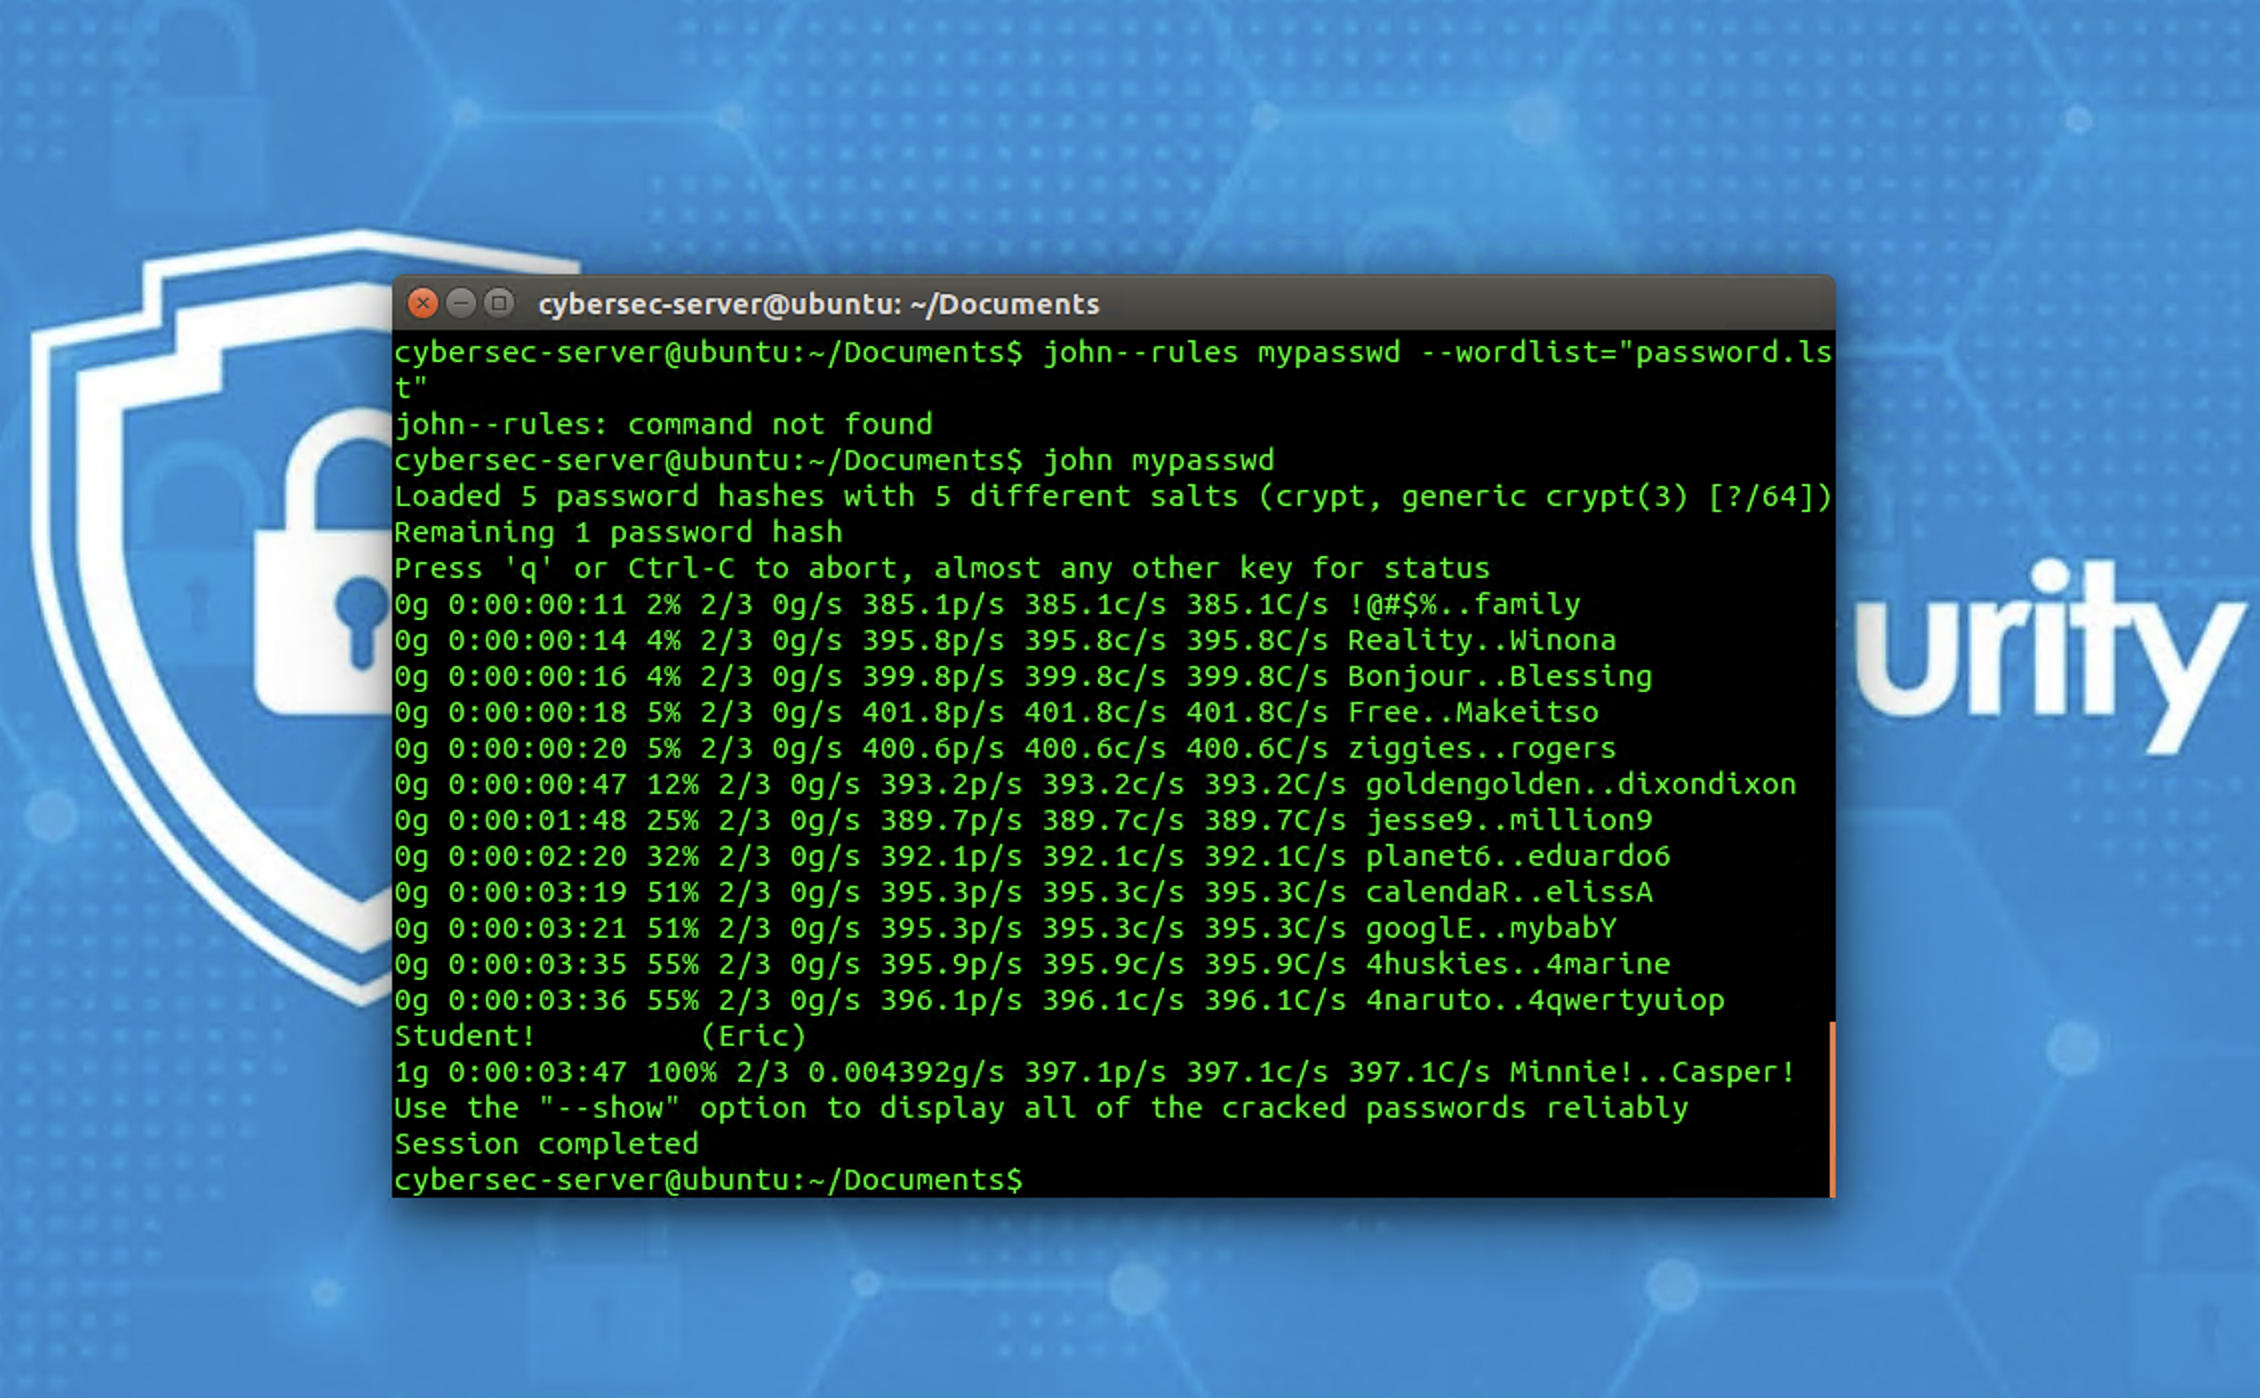 cybersec-server@ubuntu: ~/Documents
cybersec-server@ubuntu:~/Documents$ john--rules mypasswd --wordlist="password.ls
t"
john--rules: command not found
cybersec-server@ubuntu:~/Documents$ john mypasswd
Loaded 5 password hashes with 5 different salts (crypt, generic crypt(3) [?/64])
Remaining 1 password hash
Press 'q' or Ctrl-C to abort, almost any other key for status
0g 0:00:00:11 2% 2/3 0g/s 385.1p/s 385.1c/s 385.1C/s !@#$%..family
0g 0:00:00:14 4% 2/3 0g/s 395.8p/s 395.8c/s 395.8C/s Reality..Winona
0g 0:00:00:16 4% 2/3 0g/s 399.8p/s 399.8c/s 399.8C/s Bonjour..Blessing
0g 0:00:00:18 5% 2/3 0g/s 401.8p/s 401.8c/s 401.8C/s Free..Makeitso
0g 0:00:00:20 5% 2/3 0g/s 400.6p/s 400.6c/s 400.6C/s ziggies..rogers
0g 0:00:00:47 12% 2/3 0g/s 393.2p/s 393.2c/s 393.2C/s goldengolden..dixondixon
0g 0:00:01:48 25% 2/3 0g/s 389.7p/s 389.7c/s 389.7C/s jesse9..million9
0g 0:00:02:20 32% 2/3 0g/s 392.1p/s 392.1c/s 392.1C/s planet6..eduardo6
0g 0:00:03:19 51% 2/3 0g/s 395.3p/s 395.3c/s 395.3C/s calendaR..elissA
0g 0:00:03:21 51% 2/3 0g/s 395.3p/s 395.3c/s 395.3C/s googlE..mybabY
0g 0:00:03:35 55% 2/3 0g/s 395.9p/s 395.9c/s 395.9C/s 4huskies..4marine
0g 0:00:03:36 55% 2/3 0g/s 396.1p/s 396.1c/s 396.1C/s 4naruto..4qwertyuiop
Student!         (Eric)
1g 0:00:03:47 100% 2/3 0.004392g/s 397.1p/s 397.1c/s 397.1C/s Minnie!..Casper!
Use the "--show" option to display all of the cracked passwords reliably
Session completed
cybersec-server@ubuntu:~/Documents$
urity